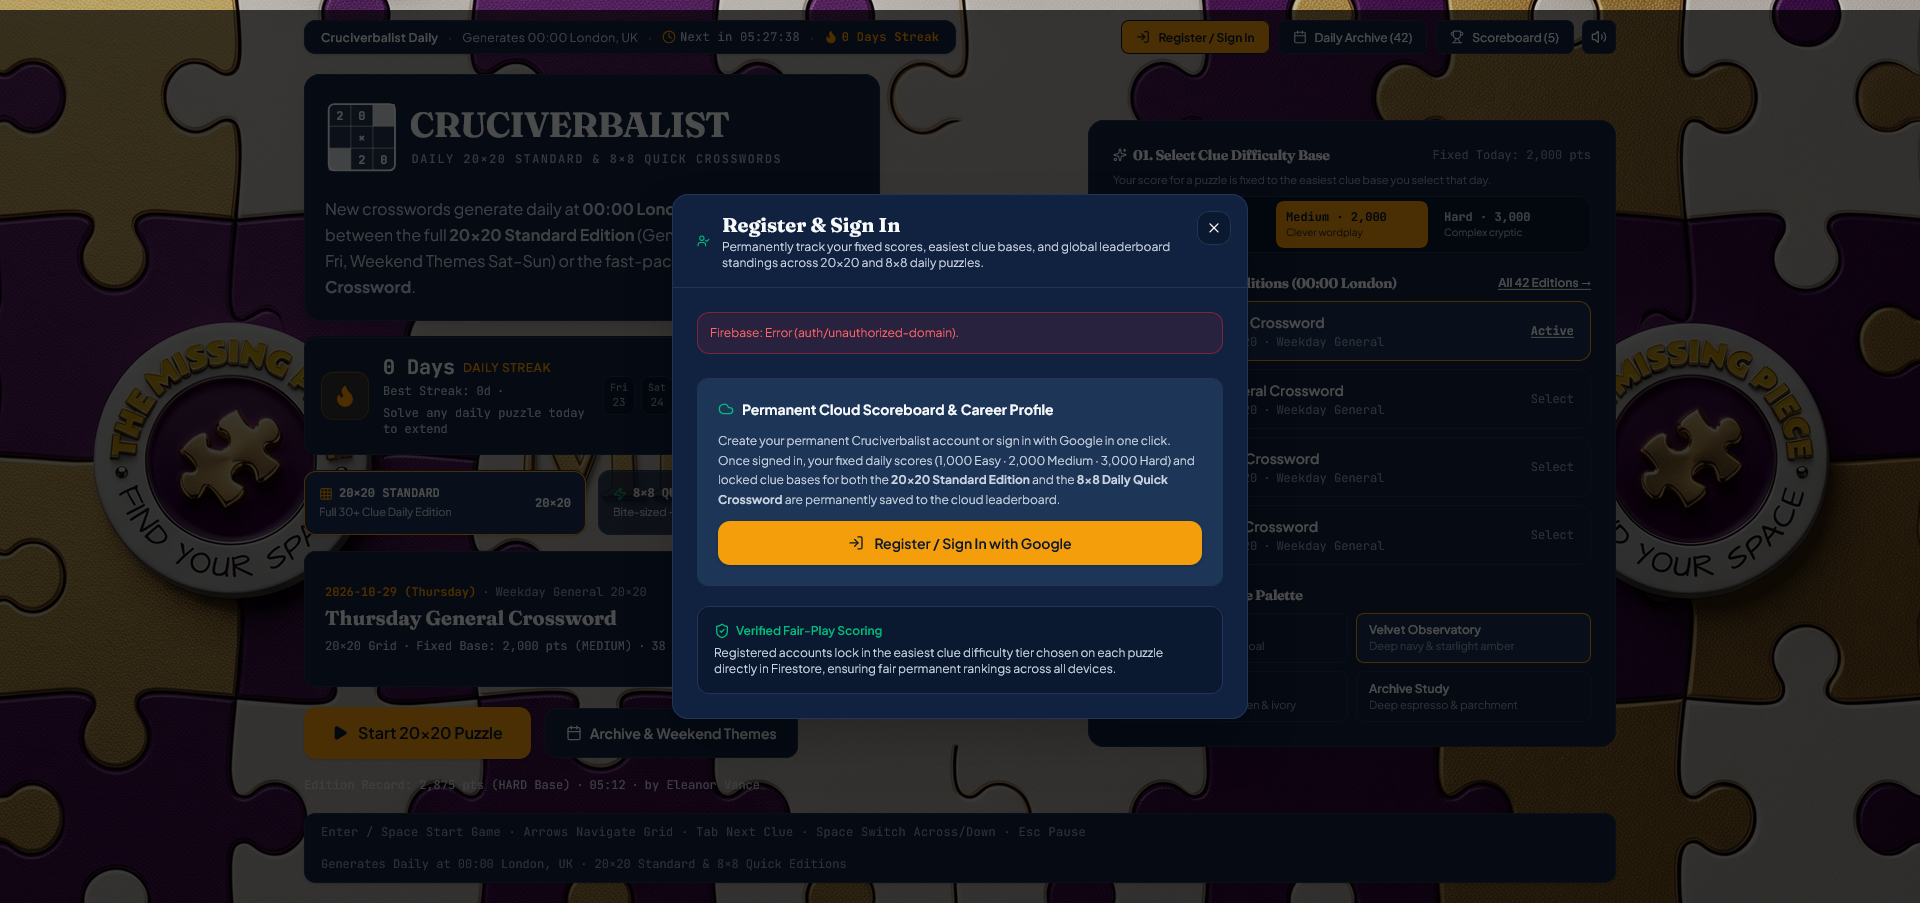 Cruciverbalist Daily · Generates 00:00 London, UK · Next in 05:27:38 · 0 Days Streak
Register / Sign In
Daily Archive (42)
Scoreboard (5)
2 0
×
2 0
CRUCIVERBALIST
DAILY 20×20 STANDARD & 8×8 QUICK CROSSWORDS
New crosswords generate daily at 00:00
between the full 20×20 Standard Edition
Fri, Weekend Themes Sat–Sun) or the
Crossword.
0 Days DAILY STREAK
Best Streak: 0d ·
Solve any daily puzzle today
to extend
Fri
23
Sat
24
20×20 STANDARD
Full 30+ Clue Daily Edition
20×20
8×8
Bite-sized
2026-10-29 (Thursday) · Weekday General 20×20
Thursday General Crossword
20×20 Grid · Fixed Base: 2,000 pts (MEDIUM) · 38
Start 20×20 Puzzle
Archive & Weekend Themes
Edition Record: 2,875 pts (HARD Base) · 05:12 · by Eleanor Vance
Enter / Space Start Game · Arrows Navigate Grid · Tab Next Clue · Space Switch Across/Down · Esc Pause
Generates Daily at 00:00 London, UK · 20×20 Standard & 8×8 Quick Editions
Register & Sign In
Permanently track your fixed scores, easiest clue bases, and global leaderboard
standings across 20×20 and 8×8 daily puzzles.
Firebase: Error (auth/unauthorized-domain).
Permanent Cloud Scoreboard & Career Profile
Create your permanent Cruciverbalist account or sign in with Google in one click.
Once signed in, your fixed daily scores (1,000 Easy · 2,000 Medium · 3,000 Hard) and
locked clue bases for both the 20×20 Standard Edition and the 8×8 Daily Quick
Crossword are permanently saved to the cloud leaderboard.
Register / Sign In with Google
Verified Fair-Play Scoring
Registered accounts lock in the easiest clue difficulty tier chosen on each puzzle
directly in Firestore, ensuring fair permanent rankings across all devices.
01. Select Clue Difficulty Base
Fixed Today: 2,000 pts
Your score for a puzzle is fixed to the easiest clue base you select that day.
Medium · 2,000
Clever wordplay
Hard · 3,000
Complex cryptic
(00:00 London)
All 42 Editions →
Crossword
· Weekday General
Active
Crossword
· Weekday General
Select
Crossword
· Weekday General
Select
Crossword
· Weekday General
Select
Palette
Velvet Observatory
Deep navy & starlight amber
& ivory
Archive Study
Deep espresso & parchment
THE MISSING
FIND YOUR
MISSING PIECE
YOUR SPACE